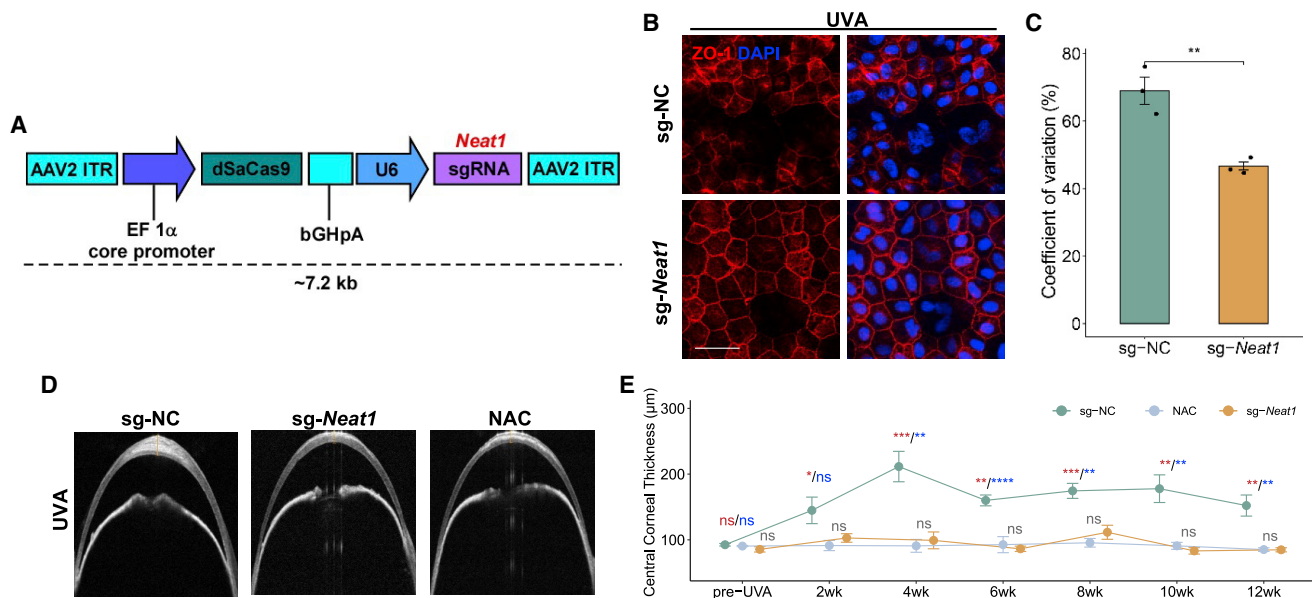 A
Neat1
AAV2 ITR
dSaCas9
U6
sgRNA
AAV2 ITR
EF 1α
core promoter
bGHpA
~7.2 kb
B
UVA
ZO-1 DAPI
sg-NC
sg-Neat1
C
Coefficient of variation (%)
80
60
40
20
0
**
sg-NC
sg-Neat1
D
sg-NC
sg-Neat1
NAC
UVA
E
Central Corneal Thickness (μm)
300
200
100
sg-NC
NAC
sg-Neat1
ns/ns
*/ns
***/**
**/****
***/**
**/**
**/**
ns
ns
ns
ns
ns
ns
pre-UVA
2wk
4wk
6wk
8wk
10wk
12wk